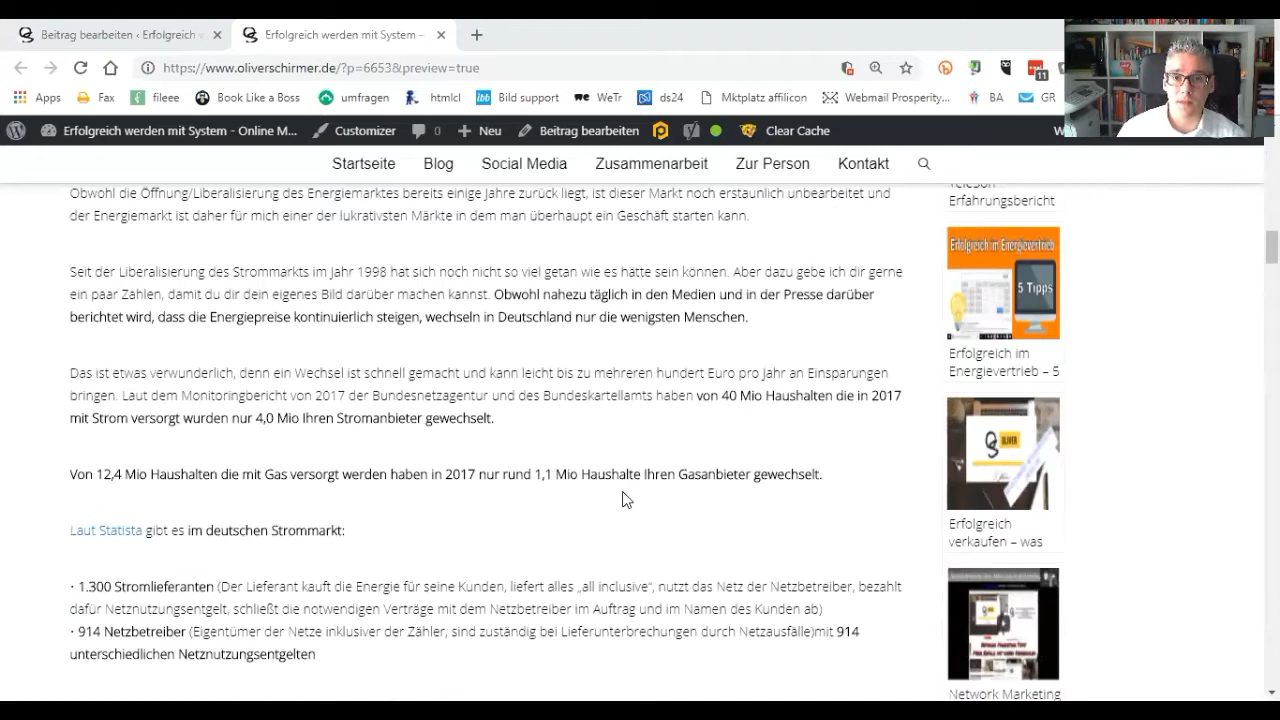 Beitrag bearbeiten ‹ Erfolgreich
Erfolgreich werden mit System –
https://www.oliverschirmer.de/?p=6653&preview=true
11
Apps
Fax
fileee
Book Like a Boss
umfragen
htmlcl
Bild support
WeTr
ds24
Mktplatz affilicon
Webmail Prosperity...
BA
GR
Erfolgreich werden mit System - Online M...
Customizer
0
Neu
Beitrag bearbeiten
Clear Cache
Startseite
Blog
Social Media
Zusammenarbeit
Zur Person
Kontakt
Obwohl die Öffnung/Liberalisierung des Energiemarktes bereits einige Jahre zurück liegt, ist dieser Markt noch erstaunlich unbearbeitet und
der Energiemarkt ist daher für mich einer der lukrativsten Märkte in dem man überhaupt ein Geschäft starten kann.
Seit der Liberalisierung des Strommarkts im Jahr 1998 hat sich noch nicht so viel getan wie es hätte sein können. Aber dazu gebe ich dir gerne
ein paar Zahlen, damit du dir dein eigenes Bild darüber machen kannst. Obwohl nahezu täglich in den Medien und in der Presse darüber
berichtet wird, dass die Energiepreise kontinuierlich steigen, wechseln in Deutschland nur die wenigsten Menschen.
Das ist etwas verwunderlich, denn ein Wechsel ist schnell gemacht und kann leicht bis zu mehreren hundert Euro pro Jahr an Einsparungen
bringen. Laut dem Monitoringbericht von 2017 der Bundesnetzagentur und des Bundeskartellamts haben von 40 Mio Haushalten die in 2017
mit Strom versorgt wurden nur 4,0 Mio Ihren Stromanbieter gewechselt.
Von 12,4 Mio Haushalten die mit Gas versorgt werden haben in 2017 nur rund 1,1 Mio Haushalte Ihren Gasanbieter gewechselt.
Laut Statista gibt es im deutschen Strommarkt:
• 1.300 Stromlieferanten (Der Lieferant kauft die Energie für seine Kunden, liefert alles „all inclusive“, nutzt das Netz der Netzbetreiber, bezahlt
dafür Netznutzungsentgelt, schließt die notwendigen Verträge mit dem Netzbetreiber im Auftrag und im Namen des Kunden ab)
• 914 Netzbetreiber (Eigentümer der Netze inklusiver der Zähler, sind zuständig bei Lieferunterbrechungen durch Netzausfälle)mit 914
unterschiedlichen Netznutzungsentgelten
Erfahrungsbericht
Erfolgreich im Energievertrieb
5 Tipps
Erfolgreich im
Energievertrieb – 5
OLIVER
Erfolgreich
verkaufen – was
Network Marketing